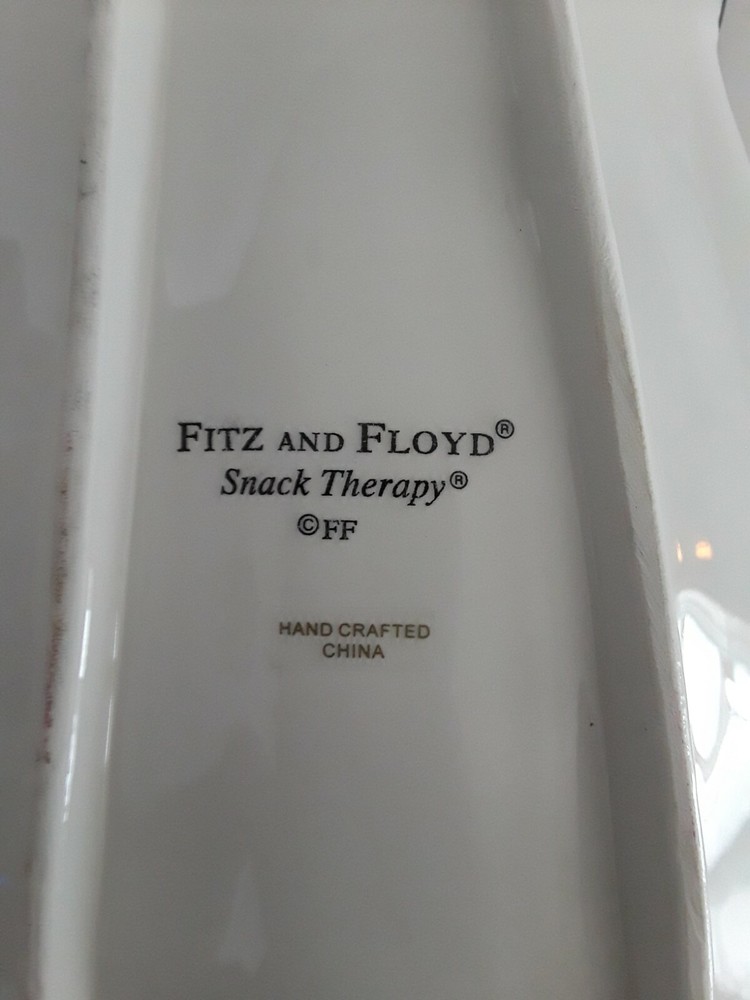 FITZ AND FLOYD®
Snack Therapy®
©FF
HAND CRAFTED
CHINA